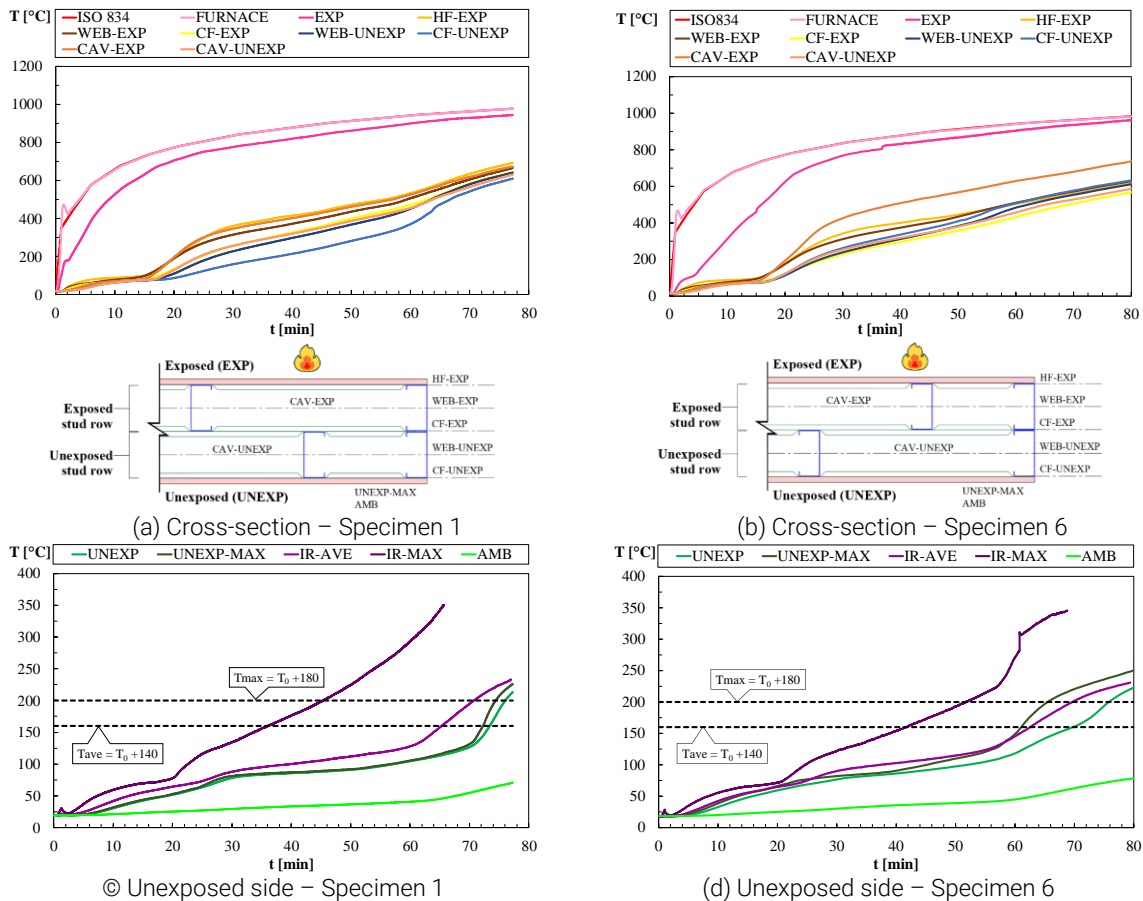 T [°C]
ISO 834 FURNACE EXP HF-EXP
WEB-EXP CF-EXP WEB-UNEXP CF-UNEXP
CAV-EXP CAV-UNEXP
1200
1000
800
600
400
200
0
0 10 20 30 40 50 60 70 80
t [min]
Exposed (EXP)
HF-EXP
CAV-EXP
WEB-EXP
Exposed
stud row
CF-EXP
CAV-UNEXP
WEB-UNEXP
Unexposed
stud row
CF-UNEXP
Unexposed (UNEXP)
UNEXP-MAX
AMB
(a) Cross-section – Specimen 1
T [°C]
ISO834 FURNACE EXP HF-EXP
WEB-EXP CF-EXP WEB-UNEXP CF-UNEXP
CAV-EXP CAV-UNEXP
1200
1000
800
600
400
200
0
0 10 20 30 40 50 60 70 80
t [min]
Exposed (EXP)
HF-EXP
CAV-EXP
WEB-EXP
Exposed
stud row
CF-EXP
CAV-UNEXP
WEB-UNEXP
Unexposed
stud row
CF-UNEXP
Unexposed (UNEXP)
UNEXP-MAX
AMB
(b) Cross-section – Specimen 6
T [°C]
UNEXP UNEXP-MAX IR-AVE IR-MAX AMB
400
350
300
250
200
150
100
50
0
Tmax = T0 +180
Tave = T0 +140
0 10 20 30 40 50 60 70 80
t [min]
© Unexposed side – Specimen 1
T [°C]
UNEXP UNEXP-MAX IR-AVE IR-MAX AMB
400
350
300
250
200
150
100
50
0
Tmax = T0 +180
Tave = T0 +140
0 10 20 30 40 50 60 70 80
t [min]
(d) Unexposed side – Specimen 6